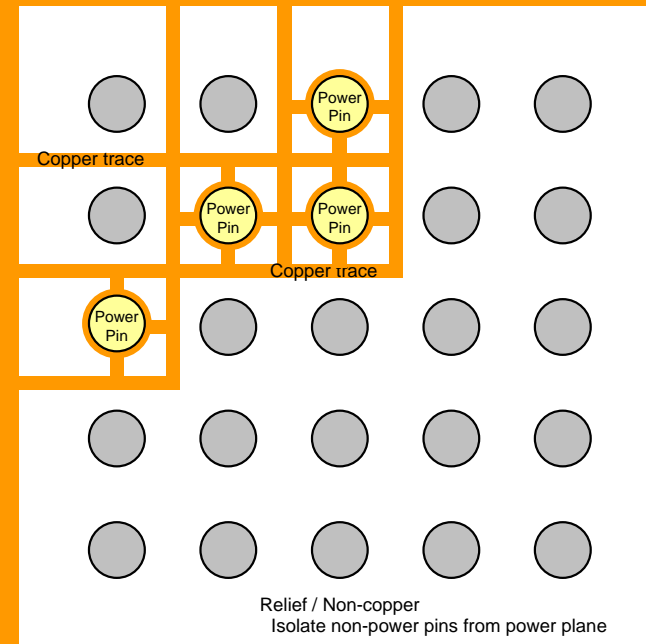 Power
Pin
Copper trace
Power
Pin
Power
Pin
Copper trace
Power
Pin
Relief / Non-copper
Isolate non-power pins from power plane